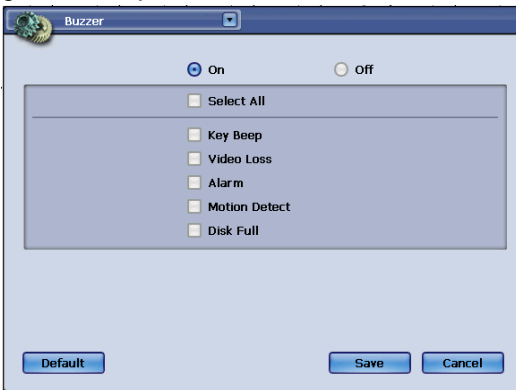 Buzzer
On Off
Select All
Key Beep
Video Loss
Alarm
Motion Detect
Disk Full
Default Save Cancel